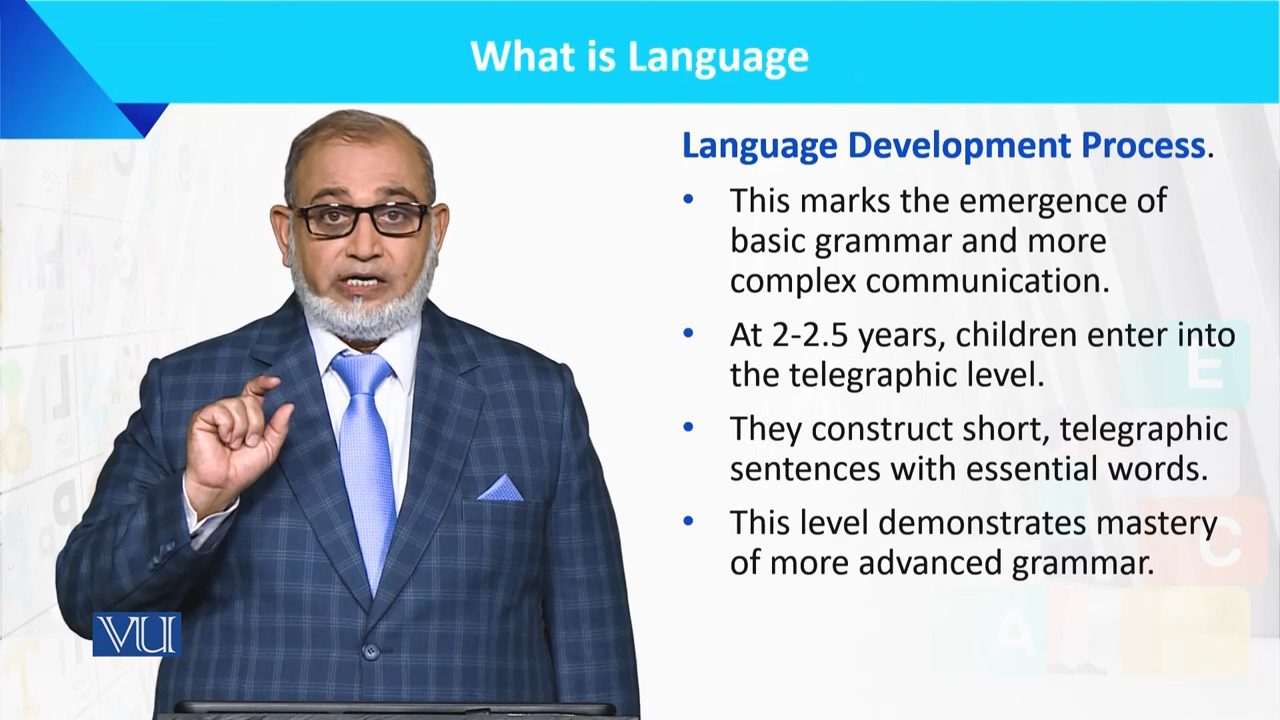 What is Language
Language Development Process.
• This marks the emergence of
basic grammar and more
complex communication.
• At 2-2.5 years, children enter into
the telegraphic level.
• They construct short, telegraphic
sentences with essential words.
• This level demonstrates mastery
of more advanced grammar.
VU
E
C
A